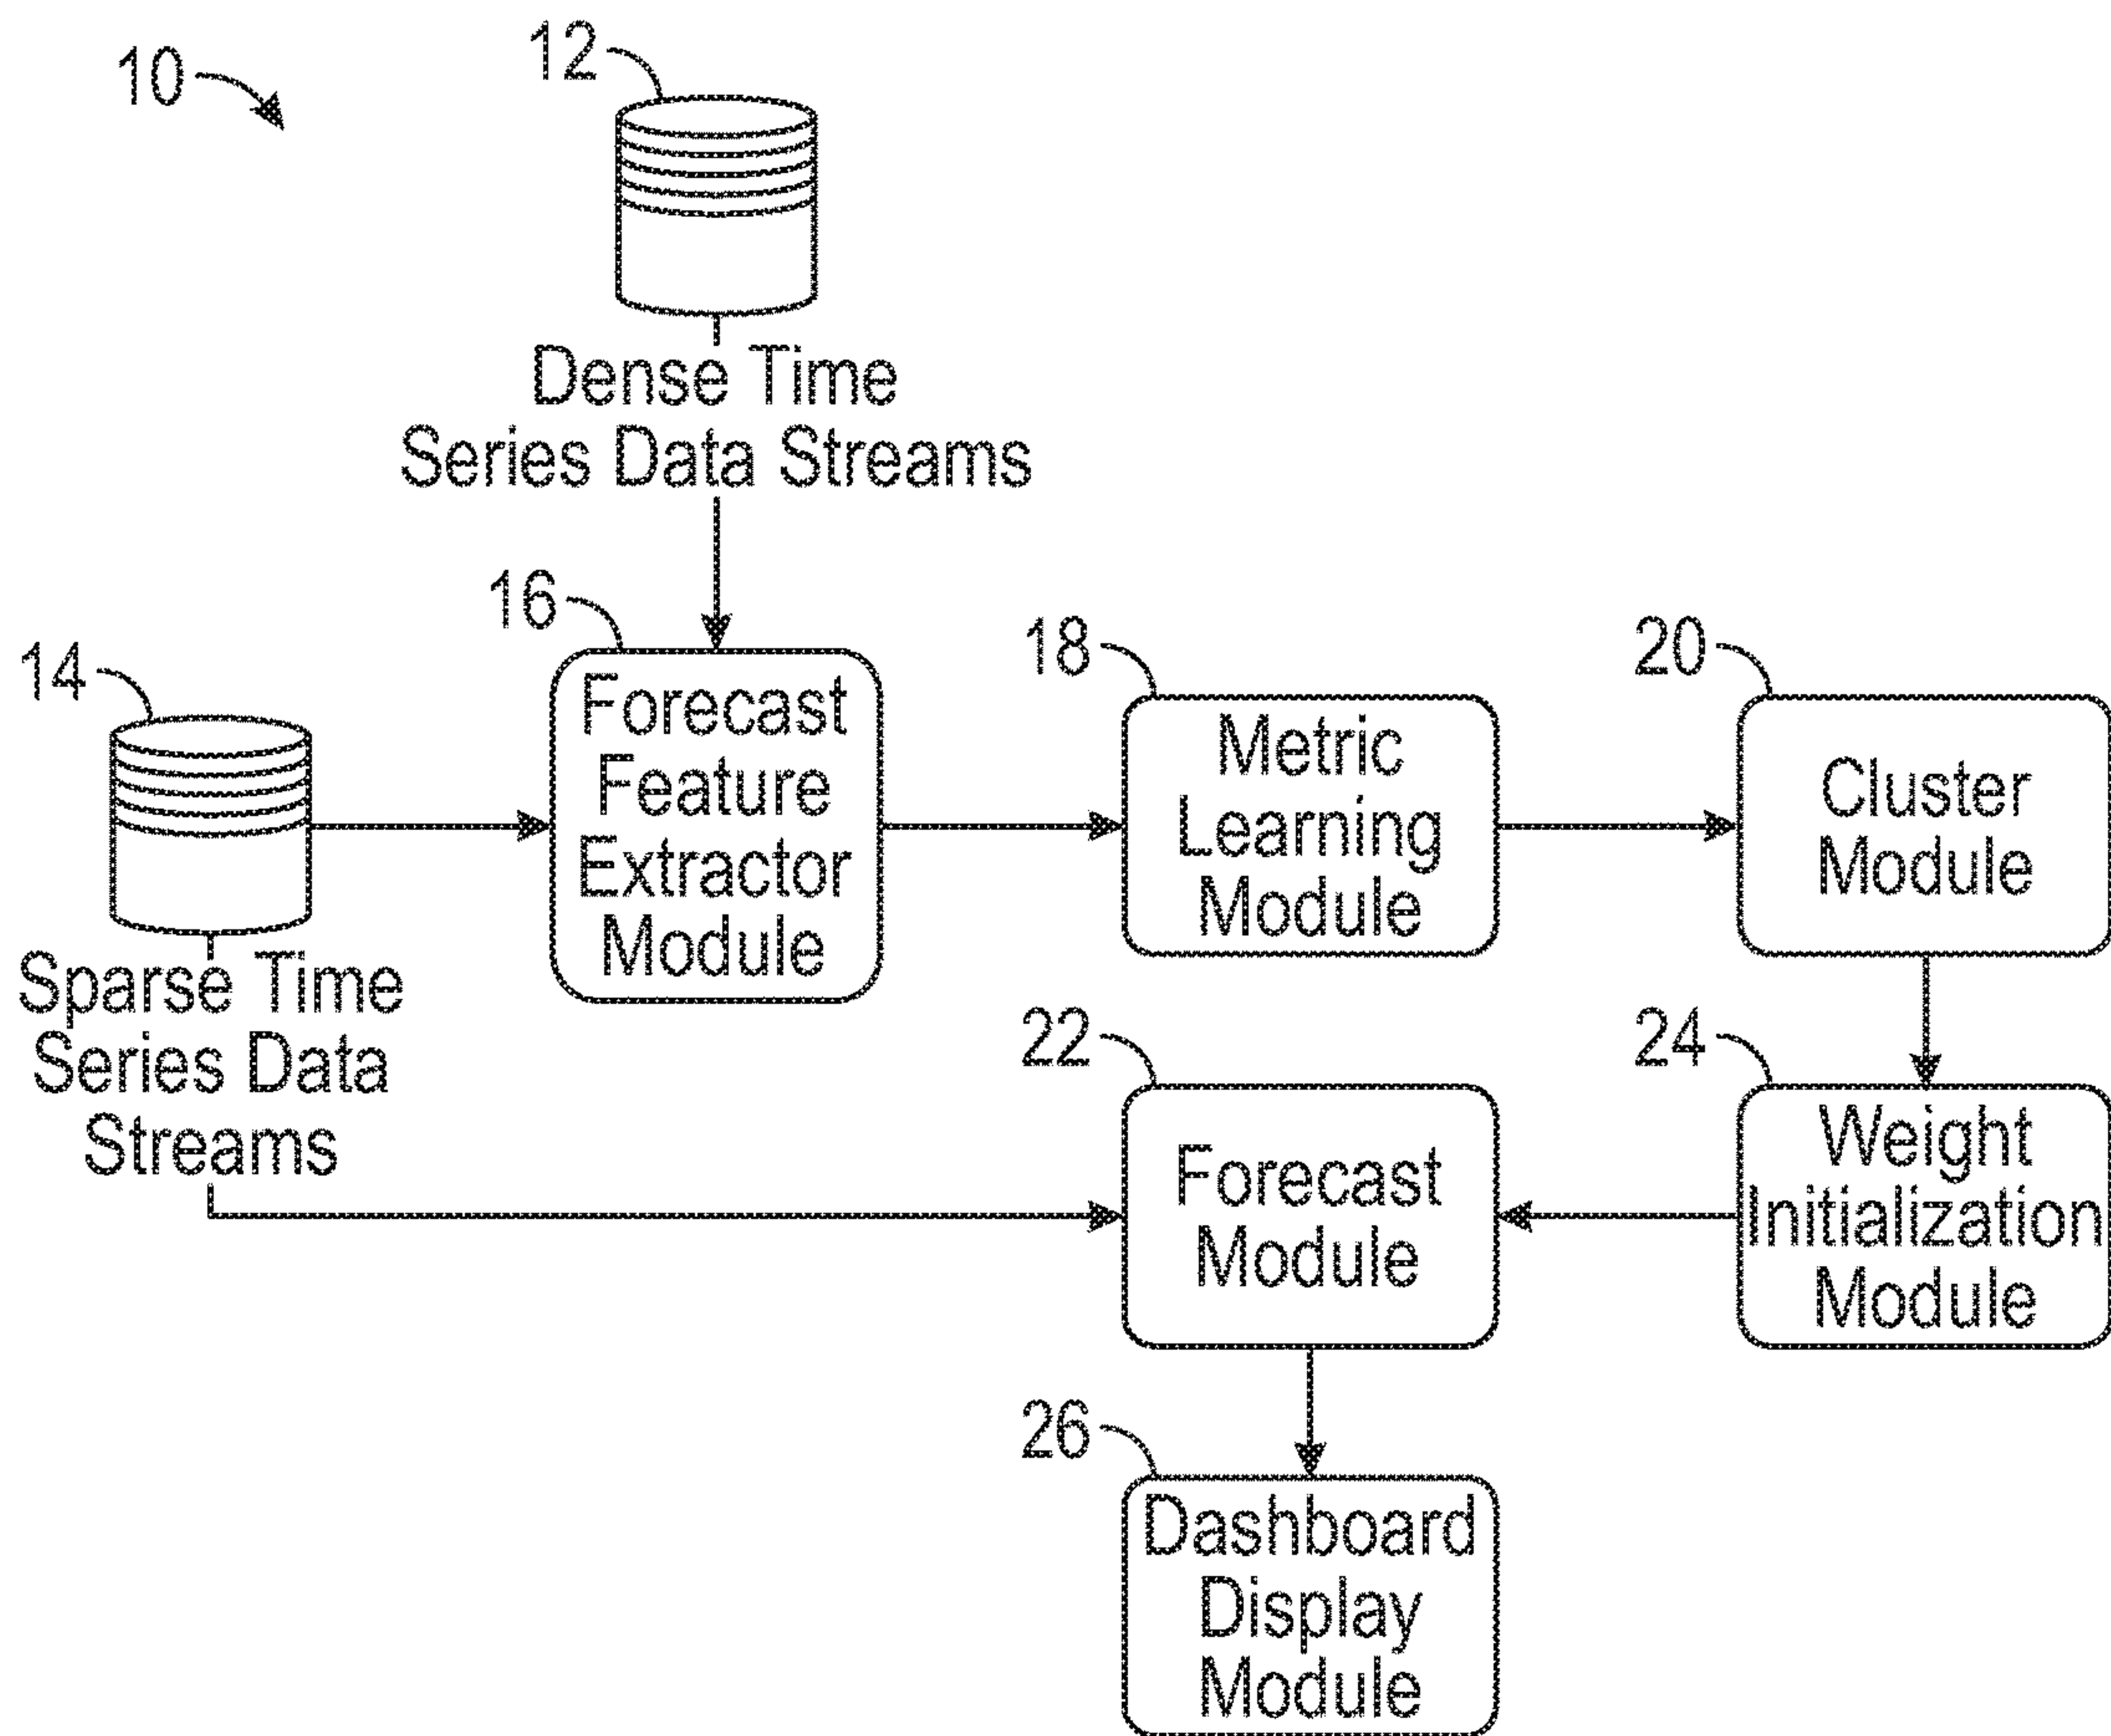 10
12
Dense Time
Series Data Streams
14
Sparse Time
Series Data
Streams
16
Forecast
Feature
Extractor
Module
18
Metric
Learning
Module
20
Cluster
Module
22
Forecast
Module
24
Weight
Initialization
Module
26
Dashboard
Display
Module